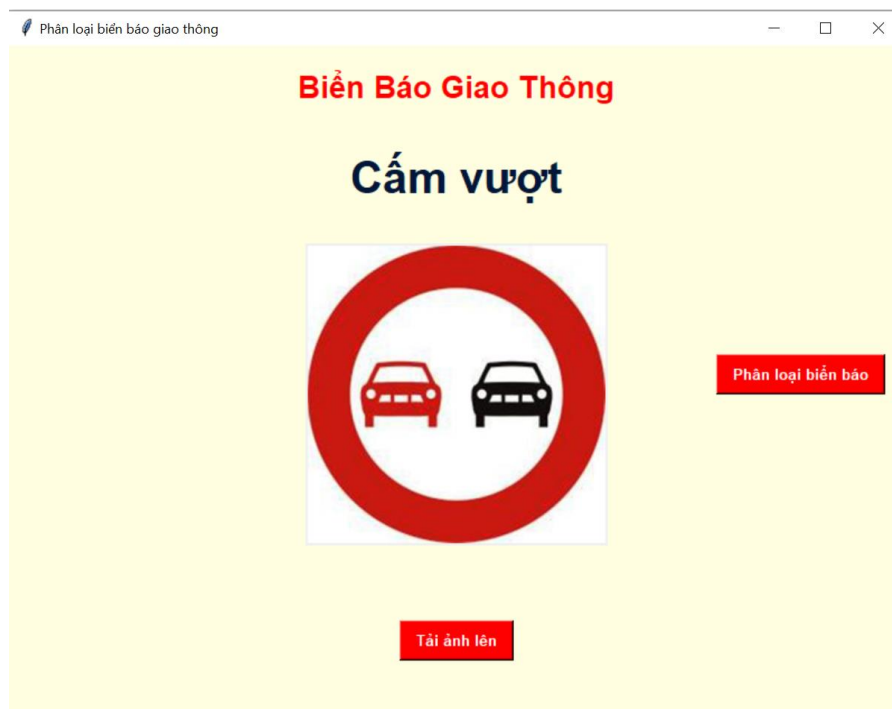 Phân loại biển báo giao thông
Biển Báo Giao Thông
Cấm vượt
Phân loại biển báo
Tải ảnh lên